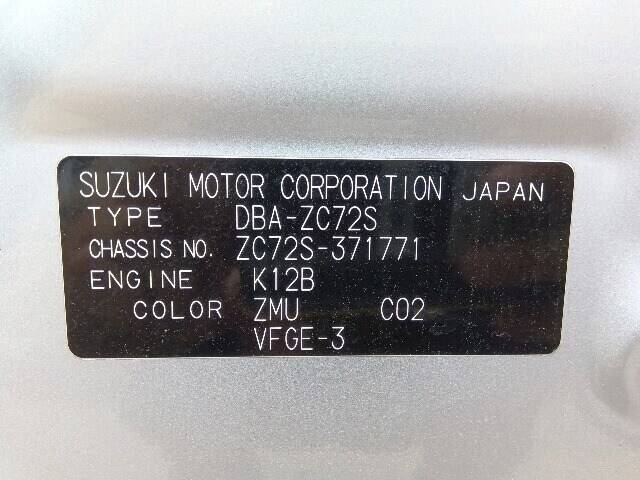 SUZUKI MOTOR CORPORATION JAPAN
TYPE DBA-ZC72S
CHASSIS NO. ZC72S-371771
ENGINE K12B
COLOR ZMU C02
VFGE-3